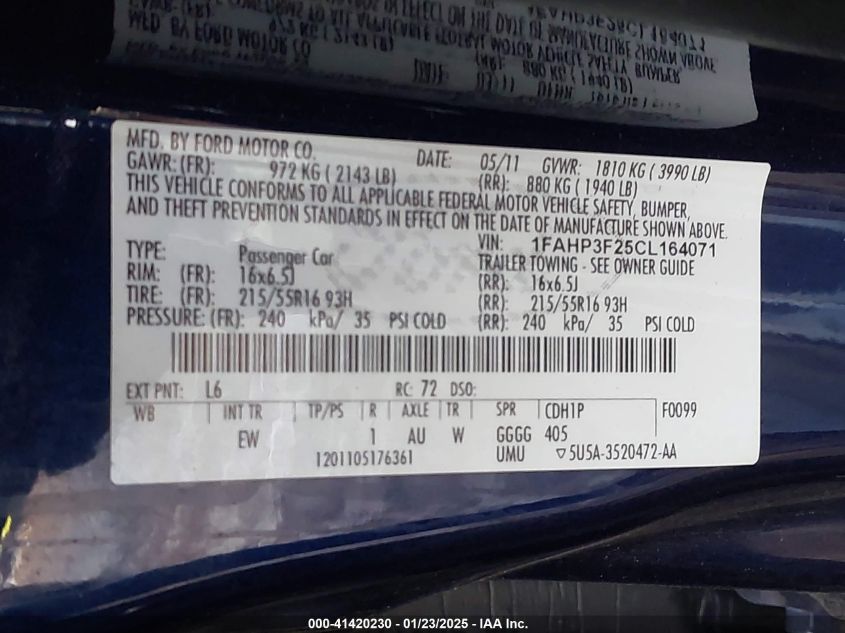 MFD. BY FORD MOTOR CO. DATE: 05/11 GVWR: 1810 KG ( 3990 LB)
GAWR: (FR): 972 KG ( 2143 LB) (RR): 880 KG ( 1940 LB)
THIS VEHICLE CONFORMS TO ALL APPLICABLE FEDERAL MOTOR VEHICLE SAFETY, BUMPER,
AND THEFT PREVENTION STANDARDS IN EFFECT ON THE DATE OF MANUFACTURE SHOWN ABOVE.
VIN: 1FAHP3F25CL164071
TYPE: Passenger Car TRAILER TOWING - SEE OWNER GUIDE
RIM: (FR): 16x6.5J (RR): 16x6.5J
TIRE: (FR): 215/55R16 93H (RR): 215/55R16 93H
PRESSURE: (FR): 240 kPa/ 35 PSI COLD (RR): 240 kPa/ 35 PSI COLD
EXT PNT: L6 RC: 72 DSO:
WB INT TR TP/PS R AXLE TR SPR CDH1P F0099
EW 1 AU W GGGG 405
1201105176361 UMU ▽5U5A-3520472-AA
000-41420230 - 01/23/2025 - IAA Inc.